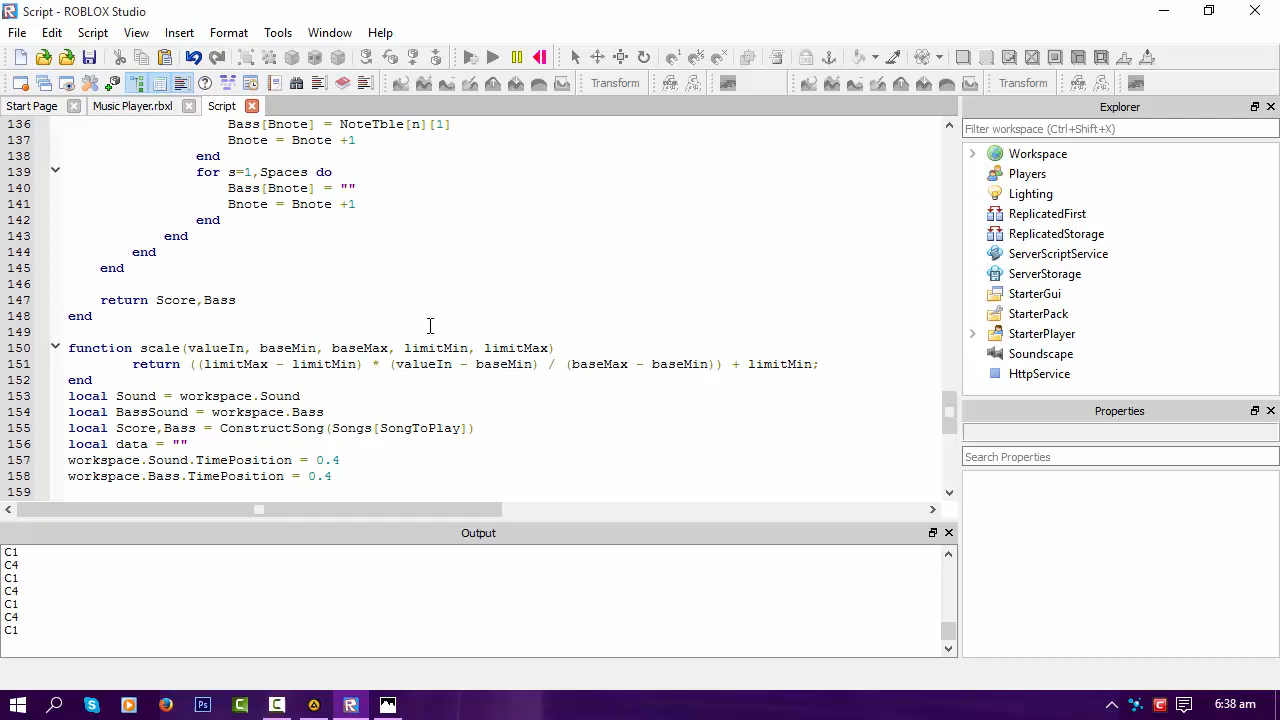 Script - ROBLOX Studio
File Edit Script View Insert Format Tools Window Help
Transform Transform
Start Page Music Player.rbxl Script
136 Bass[Bnote] = NoteTble[n][1]
137 Bnote = Bnote +1
138 end
139 for s=1,Spaces do
140 Bass[Bnote] = ""
141 Bnote = Bnote +1
142 end
143 end
144 end
145 end
146
147 return Score,Bass
148 end
149
150 function scale(valueIn, baseMin, baseMax, limitMin, limitMax)
151 return ((limitMax - limitMin) * (valueIn - baseMin) / (baseMax - baseMin)) + limitMin;
152 end
153 local Sound = workspace.Sound
154 local BassSound = workspace.Bass
155 local Score,Bass = ConstructSong(Songs[SongToPlay])
156 local data = ""
157 workspace.Sound.TimePosition = 0.4
158 workspace.Bass.TimePosition = 0.4
159
Output
C1
C4
C1
C4
C1
C4
C1
Explorer
Filter workspace (Ctrl+Shift+X)
Workspace
Players
Lighting
ReplicatedFirst
ReplicatedStorage
ServerScriptService
ServerStorage
StarterGui
StarterPack
StarterPlayer
Soundscape
HttpService
Properties
Search Properties
6:38 am